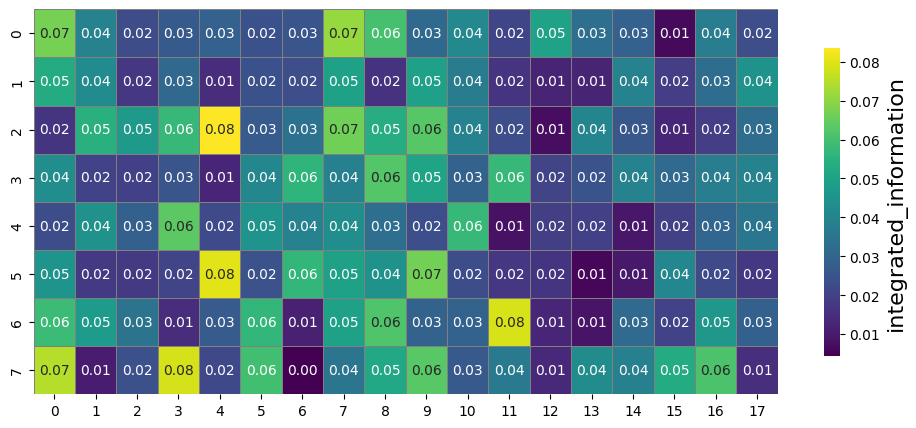 0 0.07 0.04 0.02 0.03 0.03 0.02 0.03 0.07 0.06 0.03 0.04 0.02 0.05 0.03 0.03 0.01 0.04 0.02
1 0.05 0.04 0.02 0.03 0.01 0.02 0.02 0.05 0.02 0.05 0.04 0.02 0.01 0.01 0.04 0.02 0.03 0.04
2 0.02 0.05 0.05 0.06 0.08 0.03 0.03 0.07 0.05 0.06 0.04 0.02 0.01 0.04 0.03 0.01 0.02 0.03
3 0.04 0.02 0.02 0.03 0.01 0.04 0.06 0.04 0.06 0.05 0.03 0.06 0.02 0.02 0.04 0.03 0.04 0.04
4 0.02 0.04 0.03 0.06 0.02 0.05 0.04 0.04 0.03 0.02 0.06 0.01 0.03 0.02 0.01 0.02 0.03 0.04
5 0.05 0.02 0.02 0.02 0.08 0.02 0.06 0.05 0.04 0.07 0.02 0.02 0.02 0.01 0.01 0.04 0.02 0.02
6 0.06 0.05 0.03 0.01 0.03 0.06 0.01 0.05 0.06 0.03 0.03 0.08 0.01 0.01 0.03 0.02 0.05 0.03
7 0.07 0.01 0.02 0.08 0.02 0.06 0.00 0.04 0.05 0.06 0.03 0.04 0.01 0.04 0.04 0.05 0.06 0.01
0 1 2 3 4 5 6 7 8 9 10 11 12 13 14 15 16 17
0.08
0.07
0.06
0.05
0.04
0.03
0.02
0.01
integrated_information